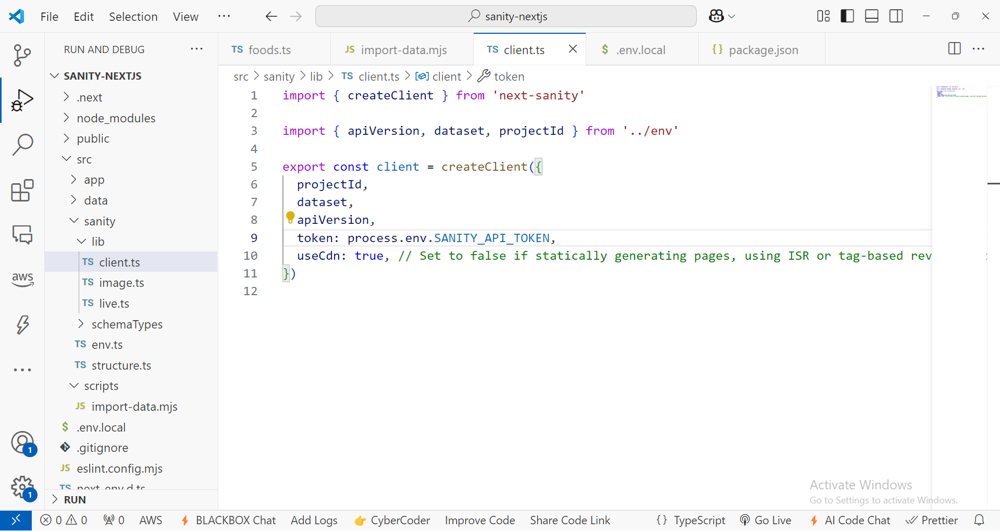 File Edit Selection View ··· sanity-nextjs
RUN AND DEBUG ···
SANITY-NEXTJS
.next
node_modules
public
src
app
data
sanity
lib
TS client.ts
TS image.ts
TS live.ts
schemaTypes
TS env.ts
TS structure.ts
scripts
JS import-data.mjs
$ .env.local
.gitignore
JS eslint.config.mjs
TS next-env.d.ts
RUN
aws
1
1
TS foods.ts JS import-data.mjs TS client.ts $ .env.local {} package.json
src > sanity > lib > TS client.ts > client > token
1 import { createClient } from 'next-sanity'
2
3 import { apiVersion, dataset, projectId } from '../env'
4
5 export const client = createClient({
6 projectId,
7 dataset,
8 apiVersion,
9 token: process.env.SANITY_API_TOKEN,
10 useCdn: true, // Set to false if statically generating pages, using ISR or tag-based rev
11 })
12
Activate Windows
Go to Settings to activate Windows.
0 0 0 AWS BLACKBOX Chat Add Logs CyberCoder Improve Code Share Code Link {} TypeScript Go Live AI Code Chat Prettier